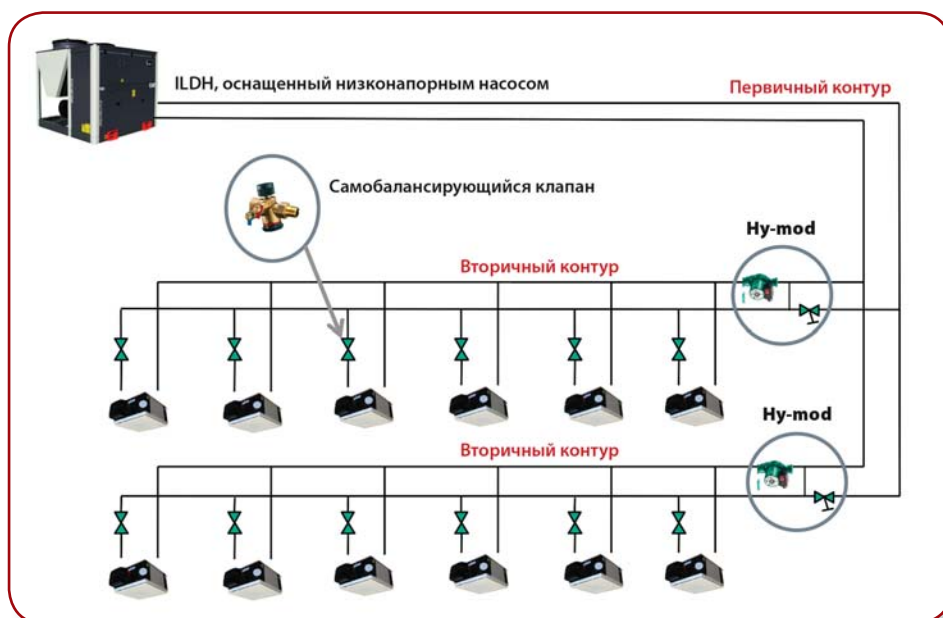 ILDH, оснащенный низконапорным насосом
Первичный контур
Самобалансирующийся клапан
Hy-mod
Вторичный контур
Hy-mod
Вторичный контур